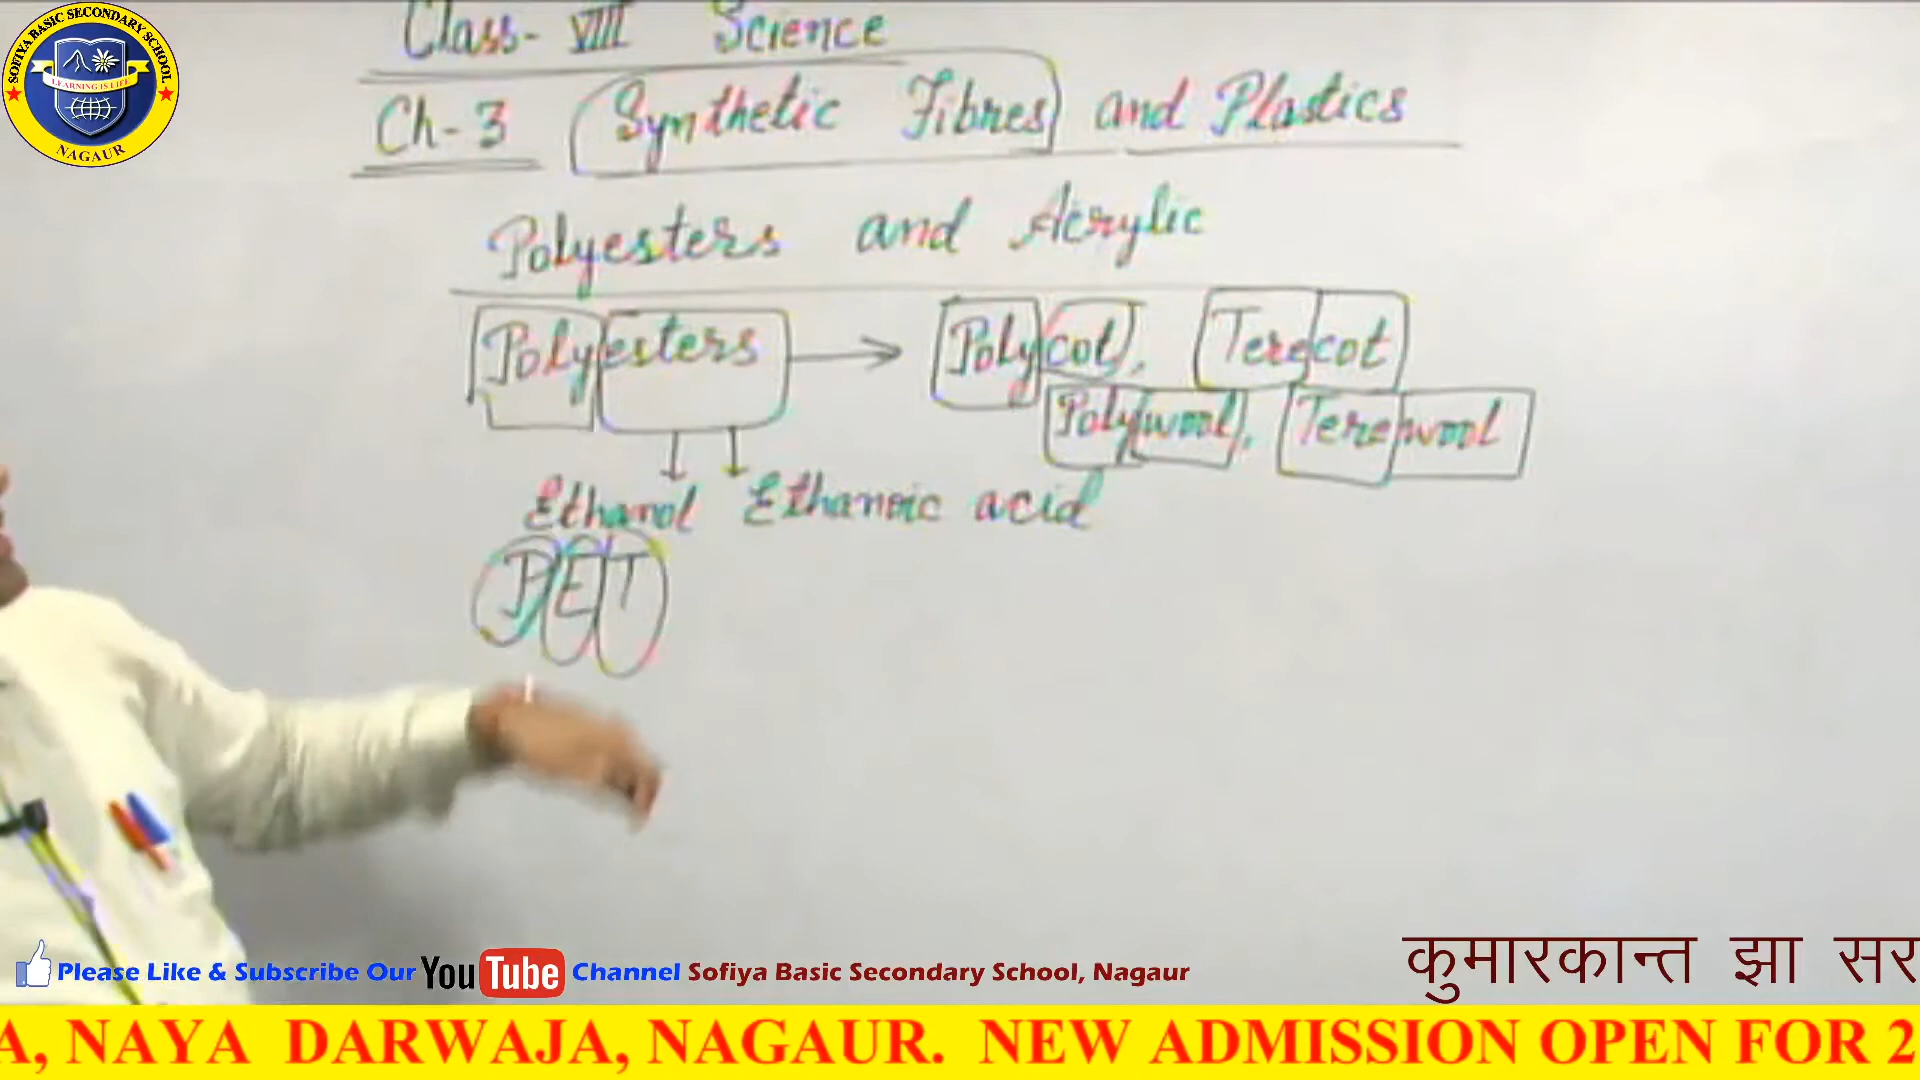 SOFIYA BASIC SECONDARY SCHOOL
LEARNING IS LIFE
NAGAUR
Class- VIII Science
Ch-3 Synthetic Fibres and Plastics
Polyesters and Acrylic
Polyesters → Polycot, Terecot
Polywool, Terewool
Ethanol Ethanoic acid
PET
Please Like & Subscribe Our YouTube Channel Sofiya Basic Secondary School, Nagaur
कुमारकान्त झा सर
A, NAYA DARWAJA, NAGAUR. NEW ADMISSION OPEN FOR 2